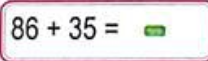 86 + 35 =